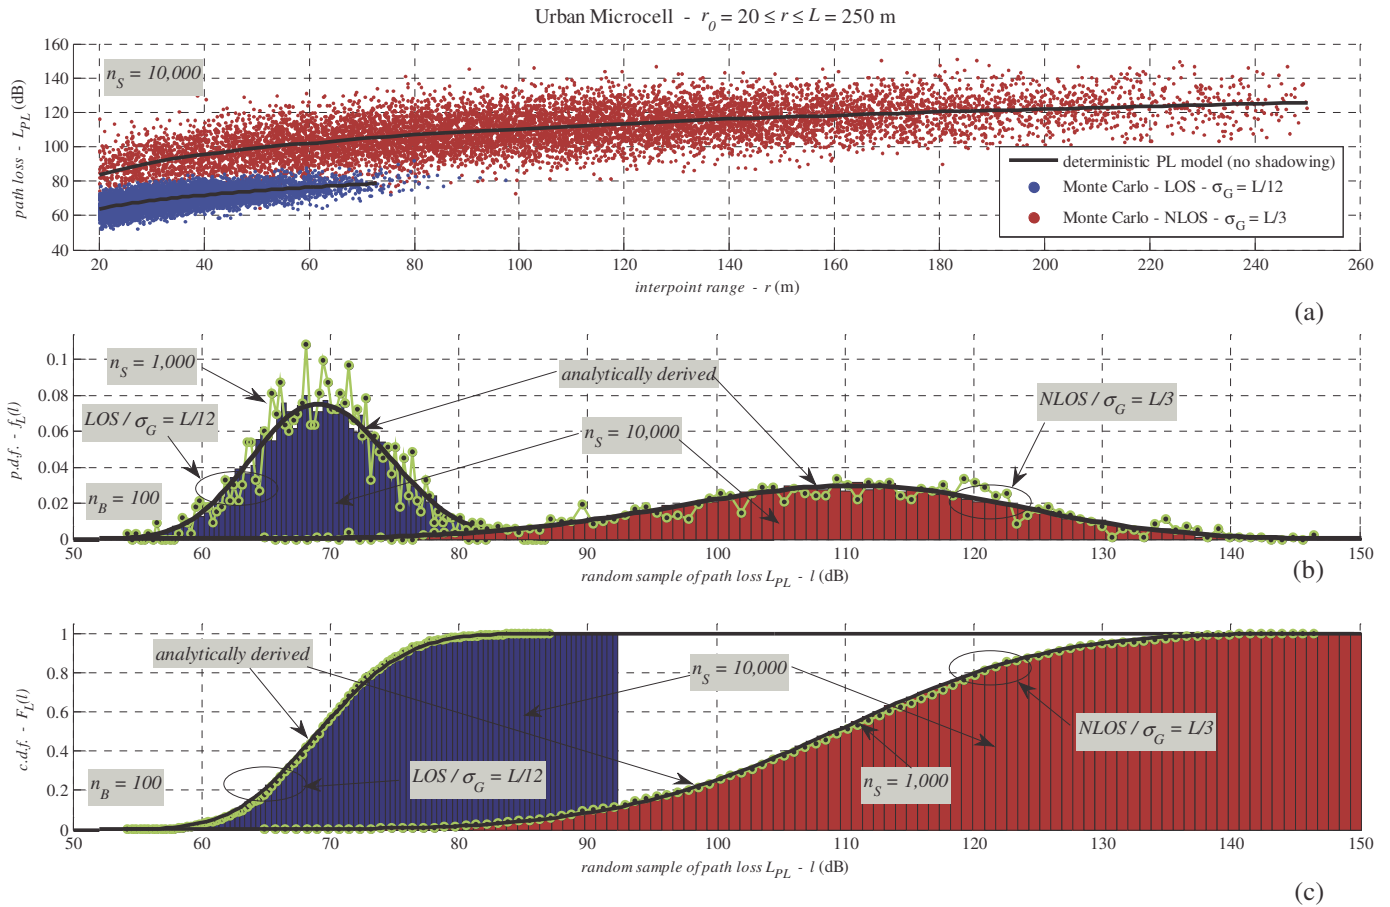 Urban Microcell - r0 = 20 ≤ r ≤ L = 250 m
path loss - LPL (dB)
160
140
120
100
80
60
40
nS = 10,000
deterministic PL model (no shadowing)
Monte Carlo - LOS - σG = L/12
Monte Carlo - NLOS - σG = L/3
20 40 60 80 100 120 140 160 180 200 220 240 260
interpoint range - r (m)
(a)
p.d.f. - fL(l)
0.1
0.08
0.06
0.04
0.02
0
nS = 1,000
LOS / σG = L/12
nB = 100
analytically derived
nS = 10,000
NLOS / σG = L/3
50 60 70 80 90 100 110 120 130 140 150
random sample of path loss LPL - l (dB)
(b)
c.d.f. - FL(l)
1
0.8
0.6
0.4
0.2
0
analytically derived
nS = 10,000
NLOS / σG = L/3
nB = 100
LOS / σG = L/12
nS = 1,000
50 60 70 80 90 100 110 120 130 140 150
random sample of path loss LPL - l (dB)
(c)